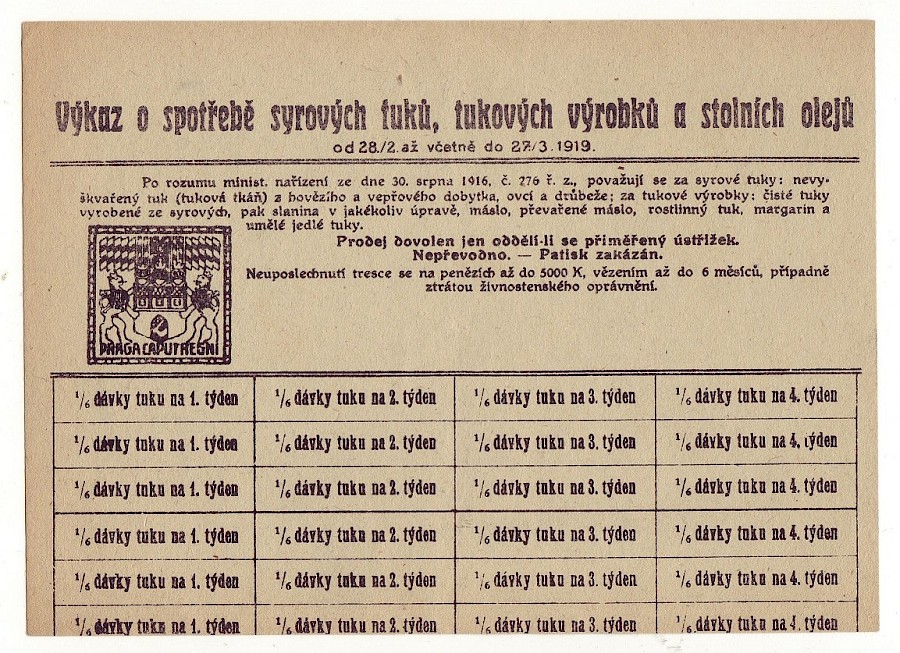 Výkaz o spotřebě syrových tuků, tukových výrobků a stolních olejů
od 28./2. až včetně do 27./3. 1919.
Po rozumu minist. nařízení ze dne 30. srpna 1916, č. 276 ř. z., považují se za syrové tuky: nevy-
škvařený tuk (tuková tkáň) z hovězího a vepřového dobytka, ovcí a drůbeže; za tukové výrobky: čisté tuky
vyrobené ze syrových, pak slanina v jakékoliv úpravě, máslo, převařené máslo, rostlinný tuk, margarin a
umělé jedlé tuky.
Prodej dovolen jen oddělí-li se přiměřený ústřižek.
Nepřevodno. — Patisk zakázán.
Neuposlechnutí tresce se na penězích až do 5000 K, vězením až do 6 měsíců, případně
ztrátou živnostenského oprávnění.
PRAGA CAPUT REGNI
1/6 dávky tuku na 1. týden 1/6 dávky tuku na 2. týden 1/6 dávky tuku na 3. týden 1/6 dávky tuku na 4. týden
1/6 dávky tuku na 1. týden 1/6 dávky tuku na 2. týden 1/6 dávky tuku na 3. týden 1/6 dávky tuku na 4. týden
1/6 dávky tuku na 1. týden 1/6 dávky tuku na 2. týden 1/6 dávky tuku na 3. týden 1/6 dávky tuku na 4. týden
1/6 dávky tuku na 1. týden 1/6 dávky tuku na 2. týden 1/6 dávky tuku na 3. týden 1/6 dávky tuku na 4. týden
1/6 dávky tuku na 1. týden 1/6 dávky tuku na 2. týden 1/6 dávky tuku na 3. týden 1/6 dávky tuku na 4. týden
1/6 dávky tuku na 1. týden 1/6 dávky tuku na 2. týden 1/6 dávky tuku na 3. týden 1/6 dávky tuku na 4. týden